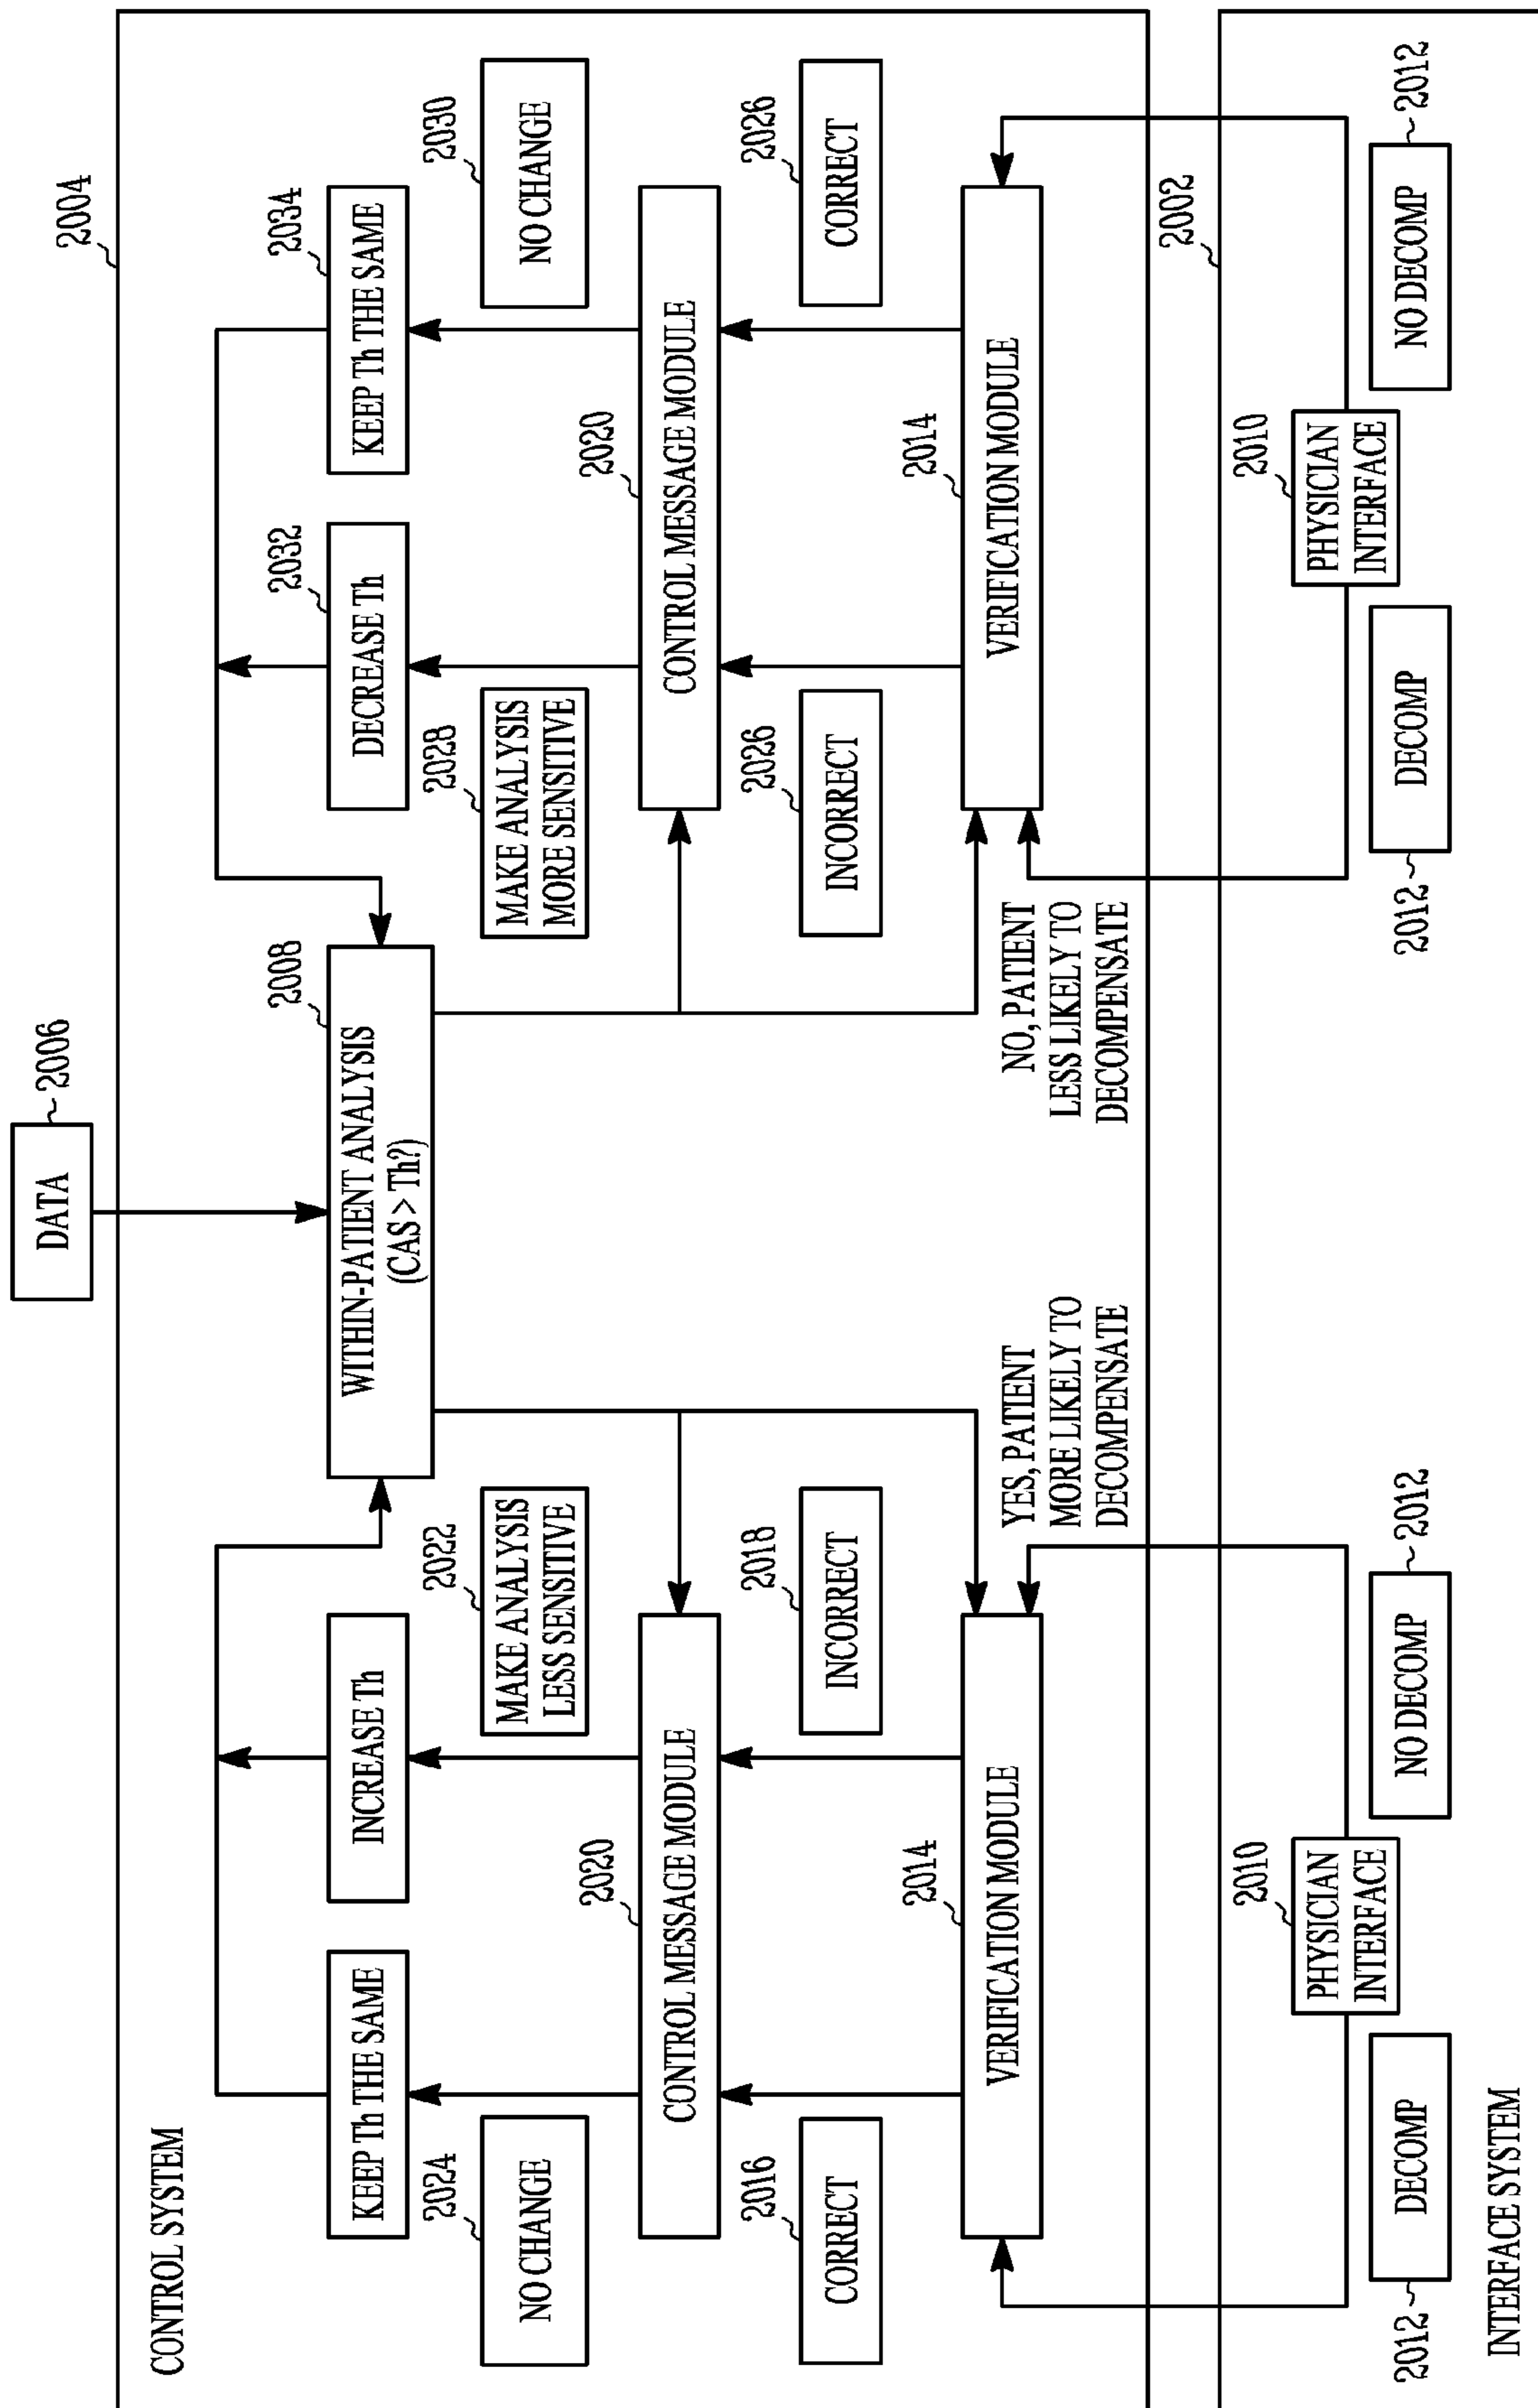 DATA
2006
2004
CONTROL SYSTEM
2008
WITHIN-PATIENT ANALYSIS
(CAS > Th?)
KEEP Th THE SAME
INCREASE Th
2032
DECREASE Th
2034
KEEP Th THE SAME
2024
NO CHANGE
2022
MAKE ANALYSIS
LESS SENSITIVE
2028
MAKE ANALYSIS
MORE SENSITIVE
2030
NO CHANGE
2020
CONTROL MESSAGE MODULE
2020
CONTROL MESSAGE MODULE
2016
CORRECT
2018
INCORRECT
2026
INCORRECT
2026
CORRECT
2014
VERIFICATION MODULE
2014
VERIFICATION MODULE
YES, PATIENT
MORE LIKELY TO
DECOMPENSATE
NO, PATIENT
LESS LIKELY TO
DECOMPENSATE
2002
2010
PHYSICIAN
INTERFACE
2010
PHYSICIAN
INTERFACE
2012
DECOMP
2012
NO DECOMP
2012
DECOMP
2012
NO DECOMP
INTERFACE SYSTEM